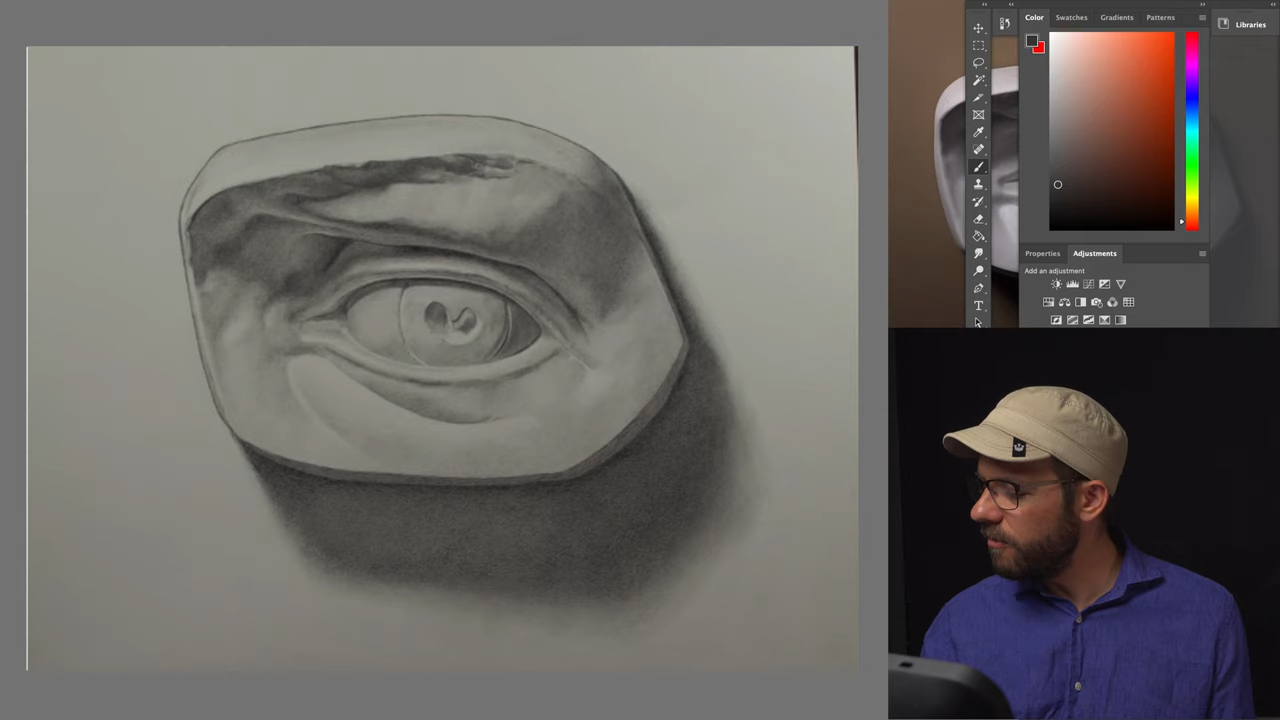 Color Swatches Gradients Patterns
Libraries
Properties Adjustments
Add an adjustment
T